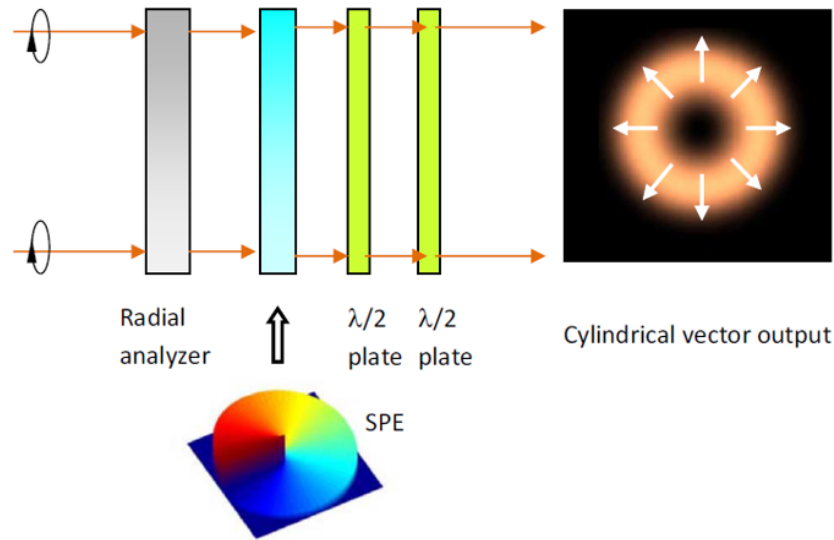 Radial
analyzer
λ/2
plate
λ/2
plate
Cylindrical vector output
SPE